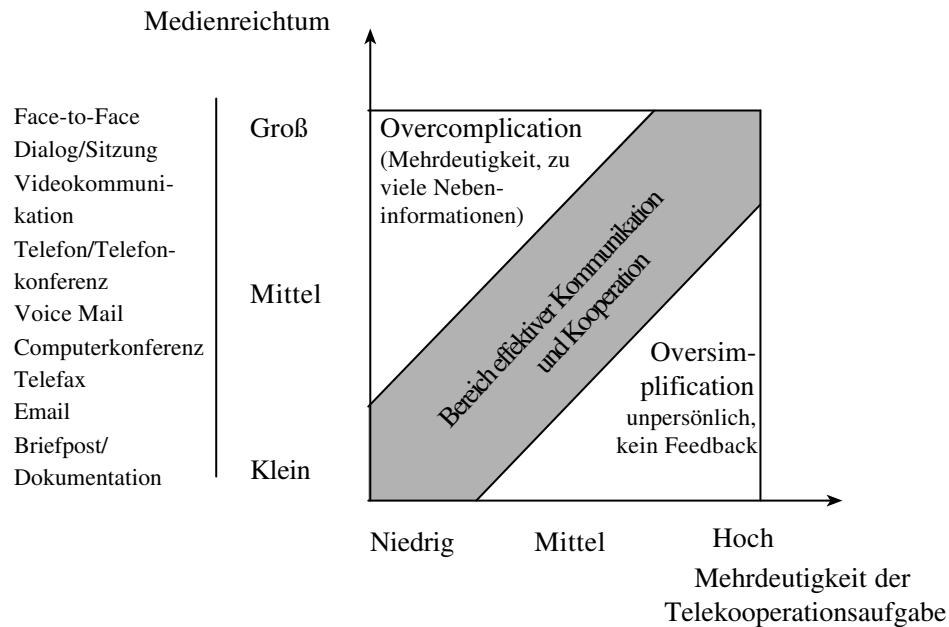 Medienreichtum
Face-to-Face
Dialog/Sitzung
Videokommuni-
kation
Telefon/Telefon-
konferenz
Voice Mail
Computerkonferenz
Telefax
Email
Briefpost/
Dokumentation
Groß
Mittel
Klein
Overcomplication
(Mehrdeutigkeit, zu
viele Neben-
informationen)
Bereich effektiver Kommunikation
und Kooperation
Oversim-
plification
unpersönlich,
kein Feedback
Niedrig
Mittel
Hoch
Mehrdeutigkeit der
Telekooperationsaufgabe